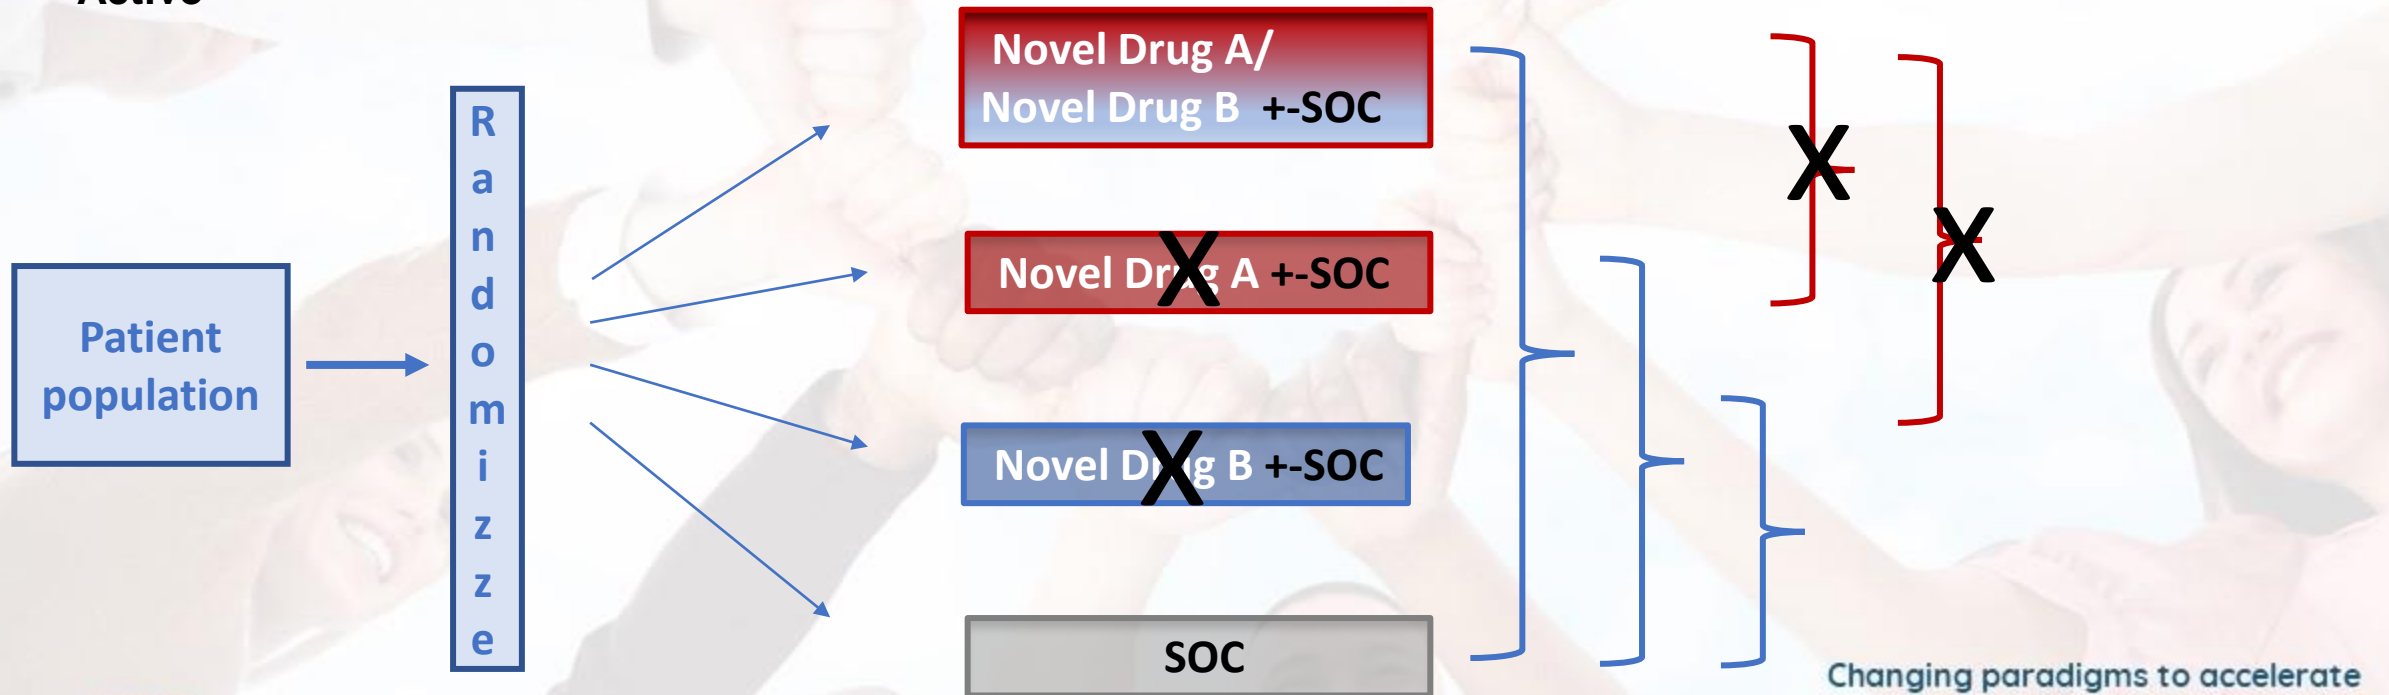 Novel Drug A/
Novel Drug B +-SOC
R
a
n
d
o
m
i
z
z
e
Patient
population
Novel Drug A +-SOC
X
Novel Drug B +-SOC
X
SOC
X
X
Changing paradigms to accelerate